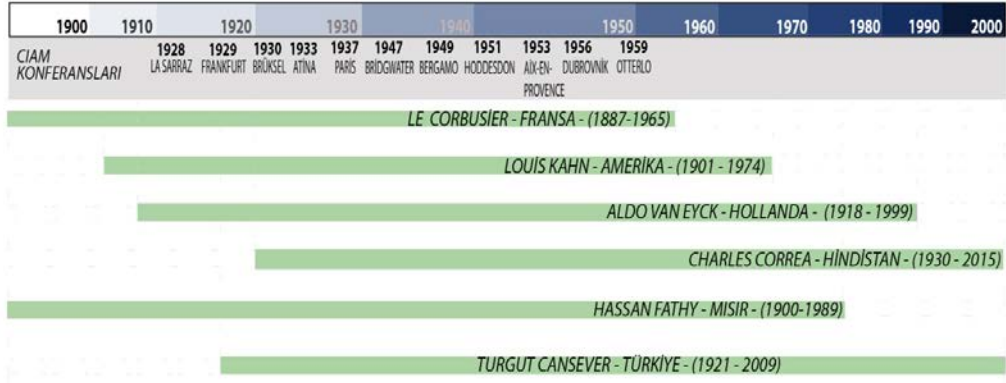 1900 1910 1920 1930 1940 1950 1960 1970 1980 1990 2000
CIAM
KONFERANSLARI
1928 1929 1930 1933 1937 1947 1949 1951 1953 1956 1959
LA SARRAZ FRANKFURT BRÜKSEL ATİNA PARİS BRİDGWATER BERGAMO HODDESDON AİX-EN- DUBROVNİK OTTERLO
PROVENCE
LE CORBUSİER - FRANSA - (1887-1965)
LOUIS KAHN - AMERİKA - (1901 - 1974)
ALDO VAN EYCK - HOLLANDA - (1918 - 1999)
CHARLES CORREA - HİNDİSTAN - (1930 - 2015)
HASSAN FATHY - MISIR - (1900-1989)
TURGUT CANSEVER - TÜRKİYE - (1921 - 2009)